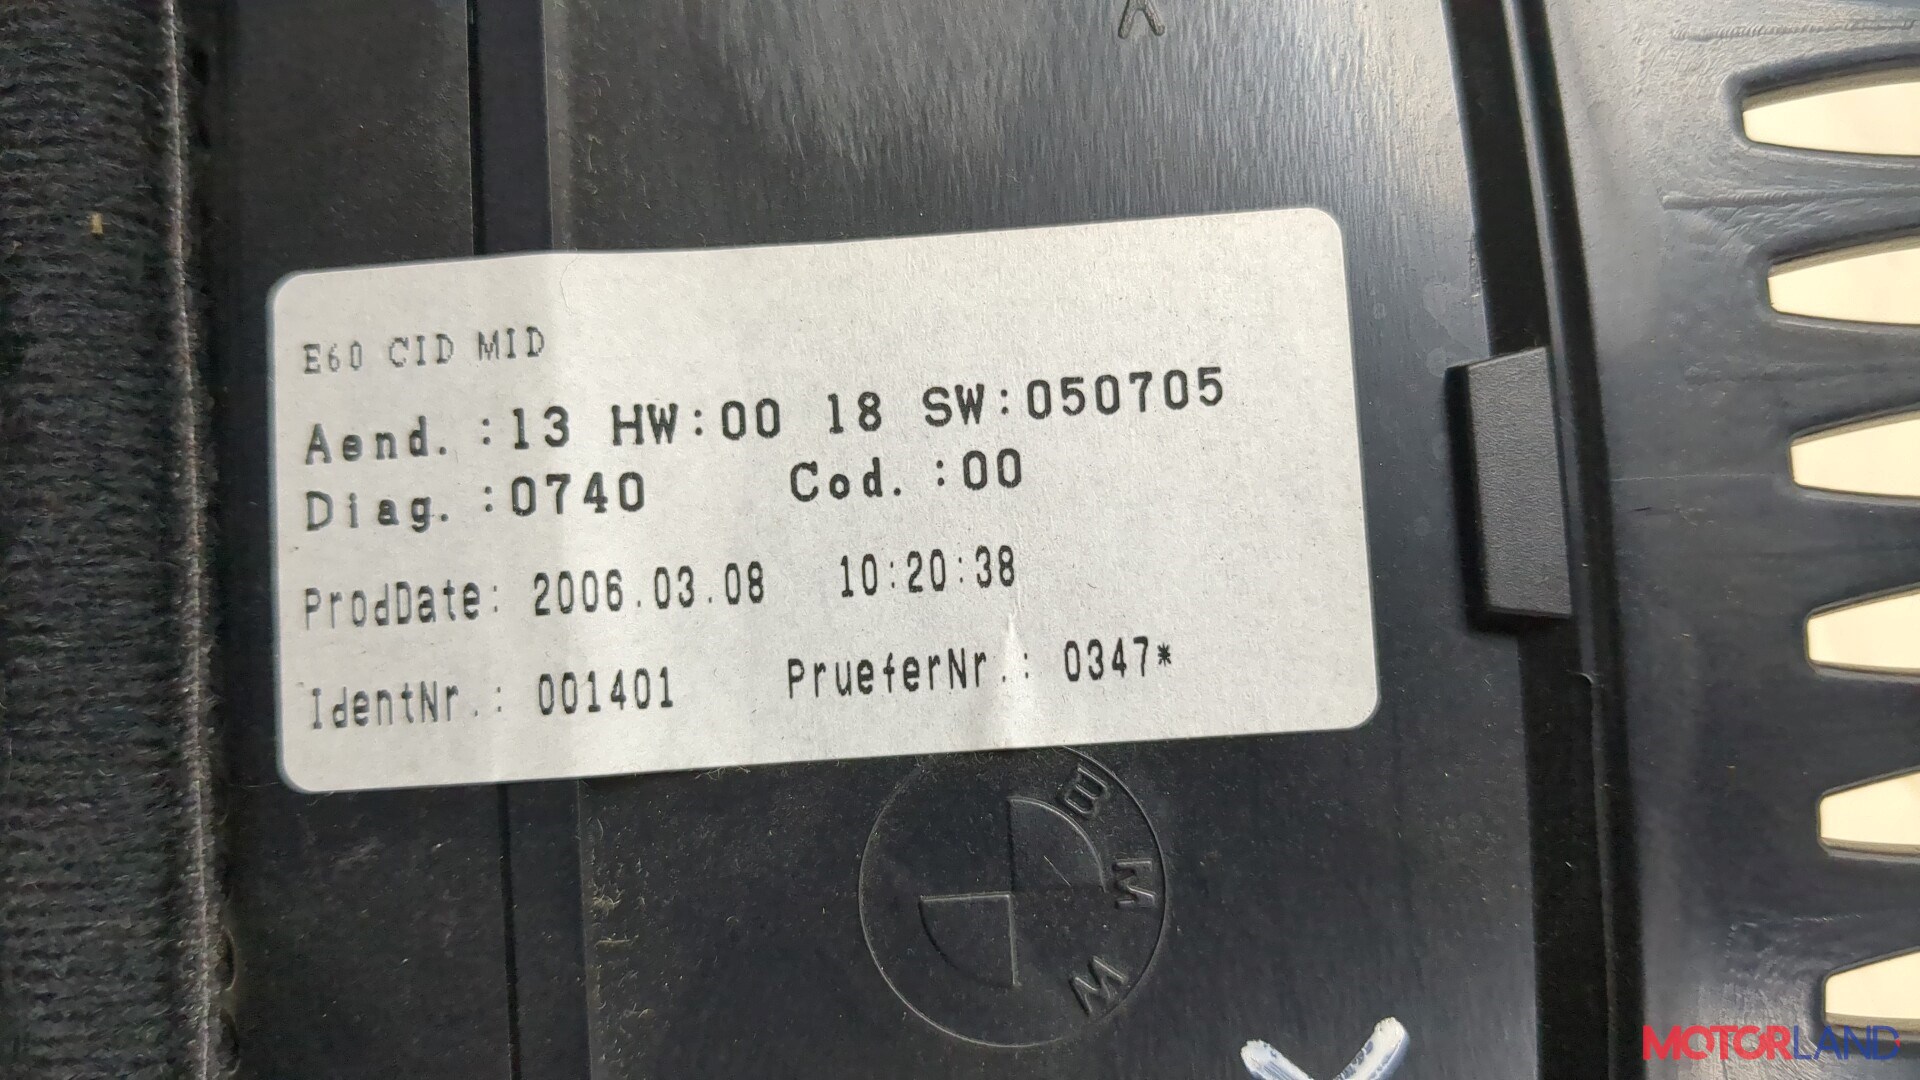 E60 CID MID
Aend. :13 HW:00 18 SW:050705
Diag. :0740 Cod. :00
ProdDate: 2006.03.08 10:20:38
IdentNr.: 001401 PrueferNr.: 0347*
BMW
MOTORLAND